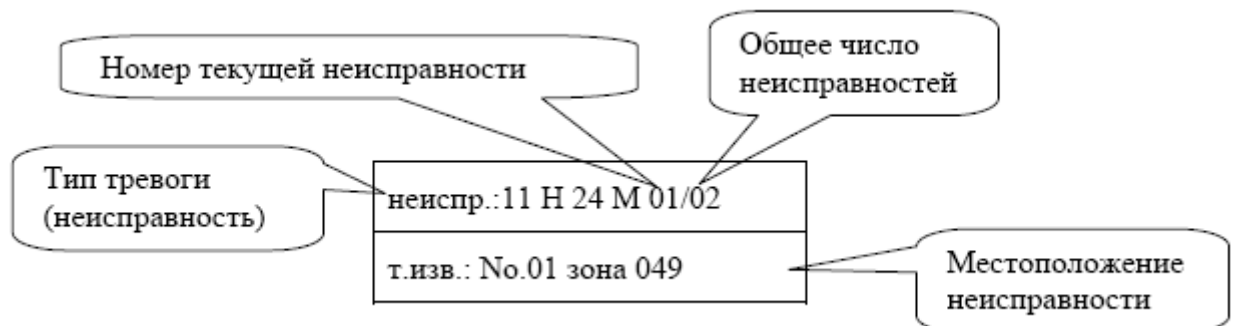 Общее число
неисправностей
Номер текущей неисправности
Тип тревоги
(неисправность)
неиспр.:11 Н 24 М 01/02
т.изв.: No.01 зона 049
Местоположение
неисправности